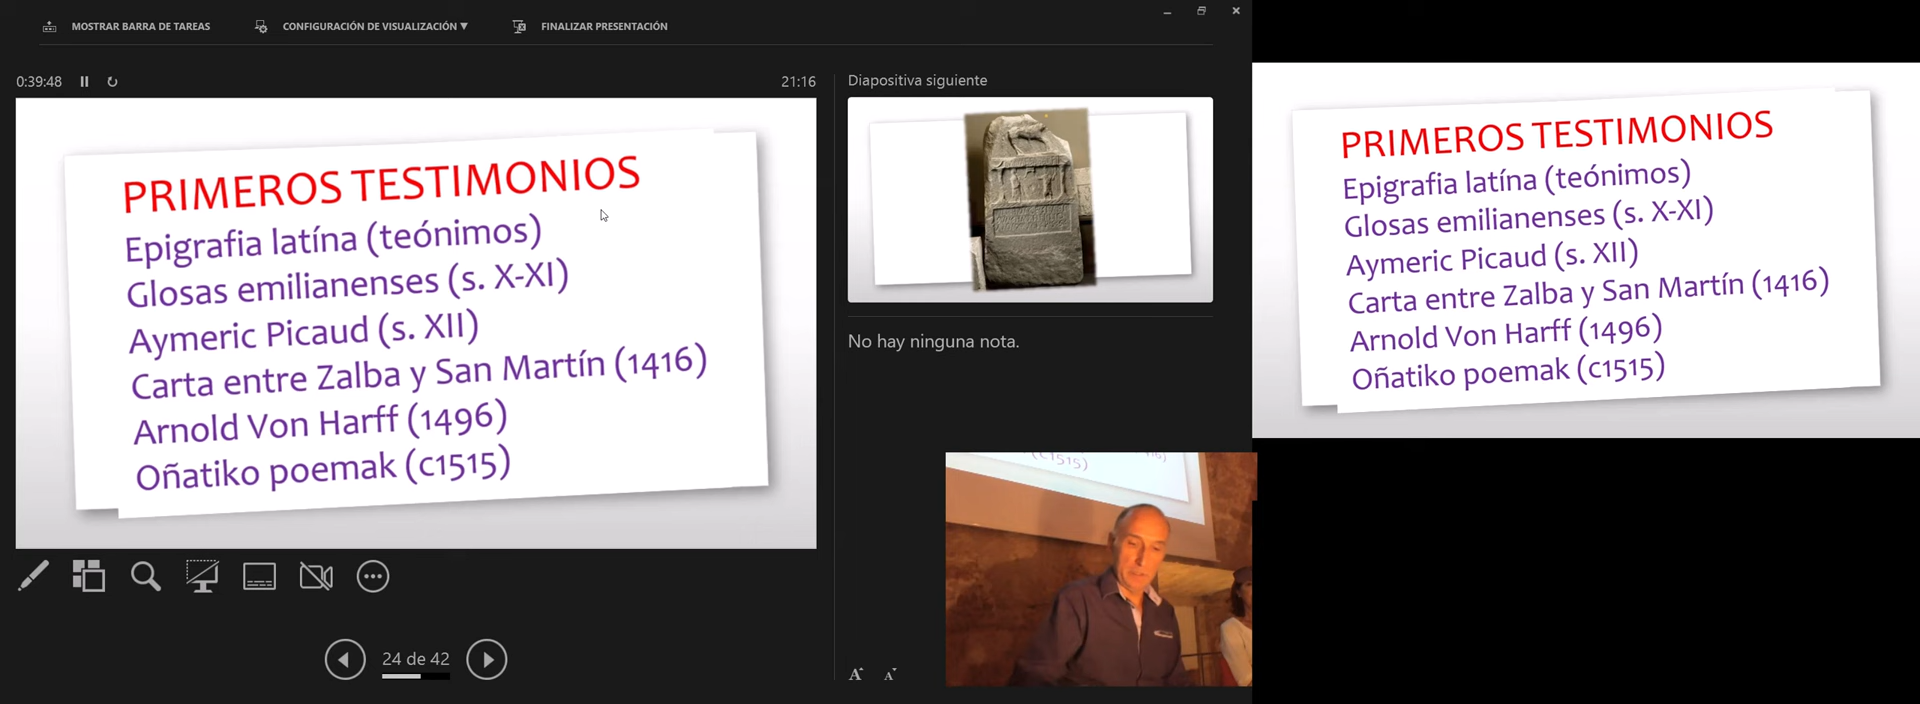 MOSTRAR BARRA DE TAREAS
CONFIGURACIÓN DE VISUALIZACIÓN ▼
FINALIZAR PRESENTACIÓN
0:39:48
21:16
PRIMEROS TESTIMONIOS
Epigrafia latína (teónimos)
Glosas emilianenses (s. X-XI)
Aymeric Picaud (s. XII)
Carta entre Zalba y San Martín (1416)
Arnold Von Harff (1496)
Oñatiko poemak (c1515)
24 de 42
Diapositiva siguiente
No hay ninguna nota.
A A
(c1515)
PRIMEROS TESTIMONIOS
Epigrafia latína (teónimos)
Glosas emilianenses (s. X-XI)
Aymeric Picaud (s. XII)
Carta entre Zalba y San Martín (1416)
Arnold Von Harff (1496)
Oñatiko poemak (c1515)